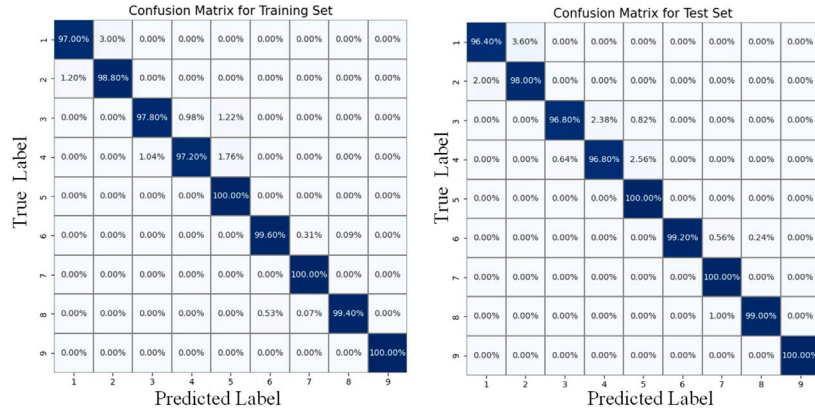 Confusion Matrix for Training Set
True Label
1 97.00% 3.00% 0.00% 0.00% 0.00% 0.00% 0.00% 0.00% 0.00%
2 1.20% 98.80% 0.00% 0.00% 0.00% 0.00% 0.00% 0.00% 0.00%
3 0.00% 0.00% 97.80% 0.98% 1.22% 0.00% 0.00% 0.00% 0.00%
4 0.00% 0.00% 1.04% 97.20% 1.76% 0.00% 0.00% 0.00% 0.00%
5 0.00% 0.00% 0.00% 0.00% 100.00% 0.00% 0.00% 0.00% 0.00%
6 0.00% 0.00% 0.00% 0.00% 0.00% 99.60% 0.31% 0.09% 0.00%
7 0.00% 0.00% 0.00% 0.00% 0.00% 0.00% 100.00% 0.00% 0.00%
8 0.00% 0.00% 0.00% 0.00% 0.00% 0.53% 0.07% 99.40% 0.00%
9 0.00% 0.00% 0.00% 0.00% 0.00% 0.00% 0.00% 0.00% 100.00%
1 2 3 4 5 6 7 8 9
Predicted Label
Confusion Matrix for Test Set
True Label
1 96.40% 3.60% 0.00% 0.00% 0.00% 0.00% 0.00% 0.00% 0.00%
2 2.00% 98.00% 0.00% 0.00% 0.00% 0.00% 0.00% 0.00% 0.00%
3 0.00% 0.00% 96.80% 2.38% 0.82% 0.00% 0.00% 0.00% 0.00%
4 0.00% 0.00% 0.64% 96.80% 2.56% 0.00% 0.00% 0.00% 0.00%
5 0.00% 0.00% 0.00% 0.00% 100.00% 0.00% 0.00% 0.00% 0.00%
6 0.00% 0.00% 0.00% 0.00% 0.00% 99.20% 0.56% 0.24% 0.00%
7 0.00% 0.00% 0.00% 0.00% 0.00% 0.00% 100.00% 0.00% 0.00%
8 0.00% 0.00% 0.00% 0.00% 0.00% 0.00% 1.00% 99.00% 0.00%
9 0.00% 0.00% 0.00% 0.00% 0.00% 0.00% 0.00% 0.00% 100.00%
1 2 3 4 5 6 7 8 9
Predicted Label